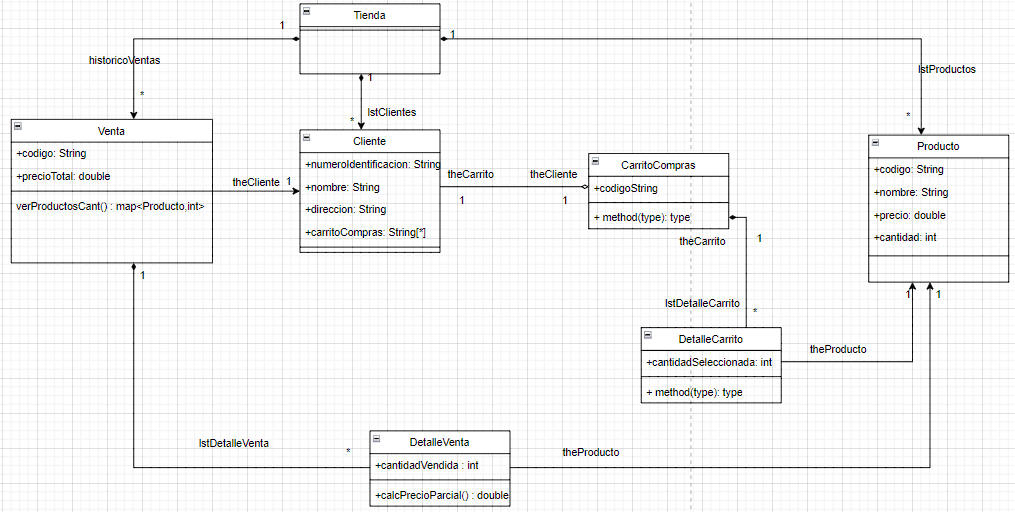 Tienda
1
1
historicoVentas
1
lstProductos
*
lstClientes
*
*
Venta
+codigo: String
+precioTotal: double
verProductosCant() : map<Producto,int>
theCliente
1
Cliente
+numeroIdentificacion: String
+nombre: String
+direccion: String
+carritoCompras: String[*]
theCarrito
1
theCliente
1
CarritoCompras
+codigoString
+ method(type): type
Producto
+codigo: String
+nombre: String
+precio: double
+cantidad: int
theCarrito
1
1
lstDetalleCarrito
*
1
1
DetalleCarrito
+cantidadSeleccionada: int
+ method(type): type
theProducto
lstDetalleVenta
*
DetalleVenta
+cantidadVendida : int
+calcPrecioParcial() : double
theProducto